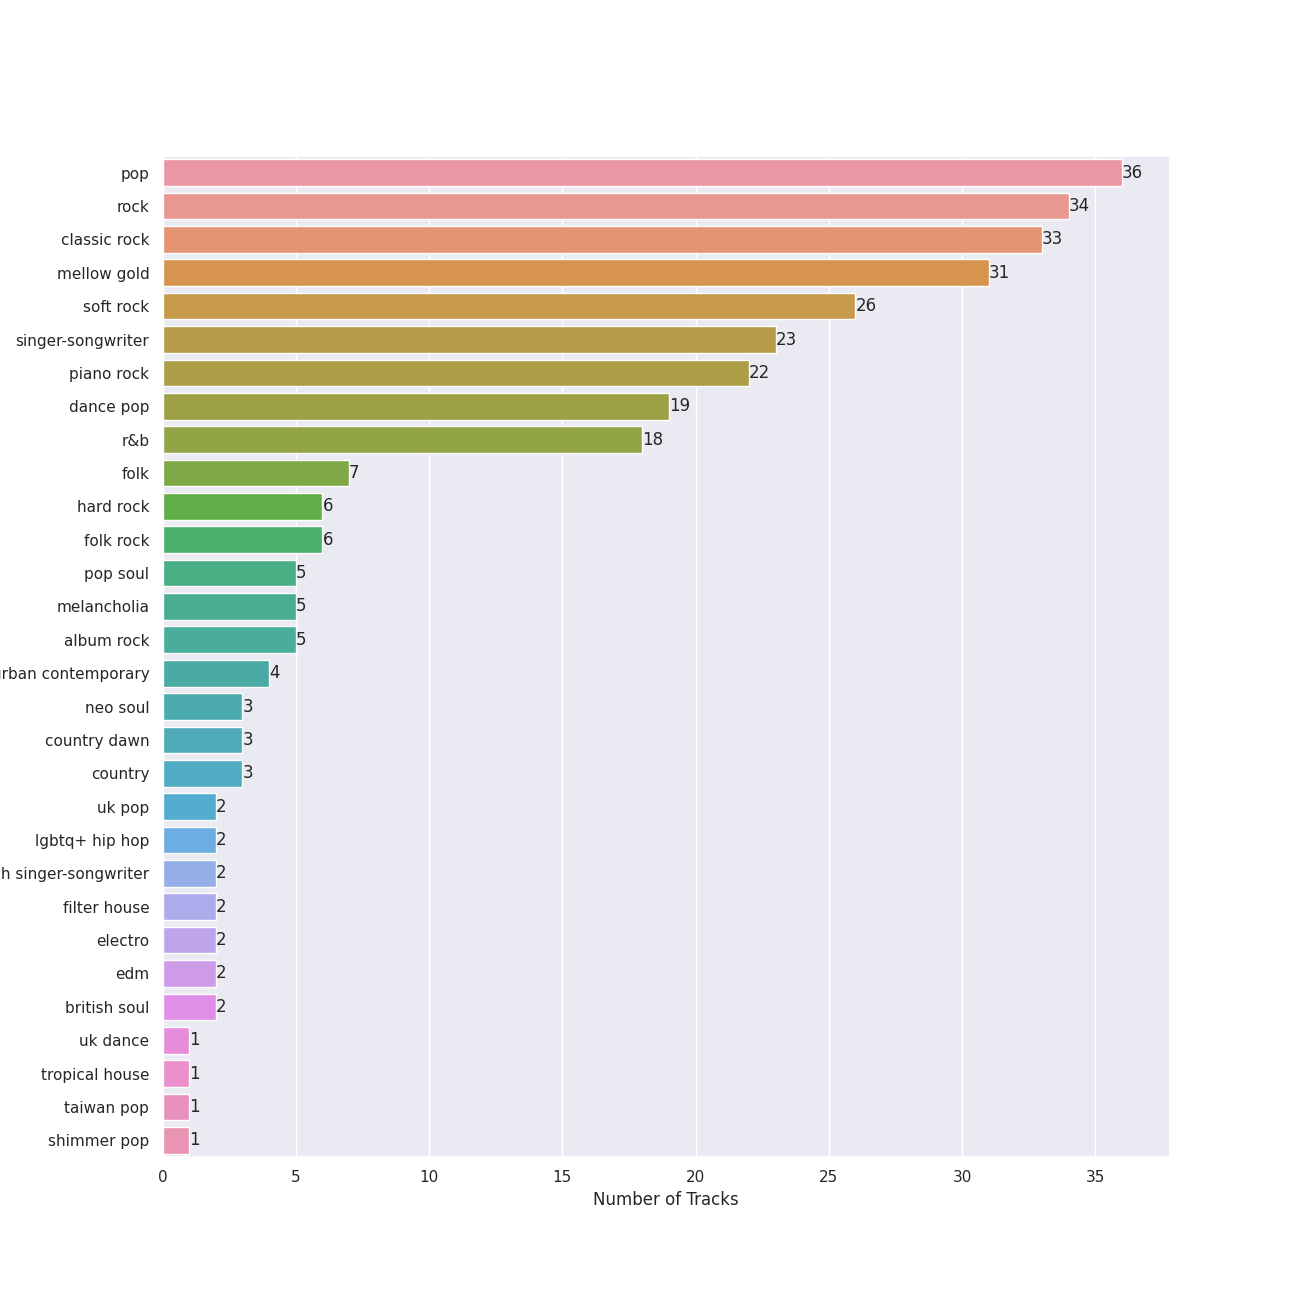 pop 36
rock 34
classic rock 33
mellow gold 31
soft rock 26
singer-songwriter 23
piano rock 22
dance pop 19
r&b 18
folk 7
hard rock 6
folk rock 6
pop soul 5
melancholia 5
album rock 5
rban contemporary 4
neo soul 3
country dawn 3
country 3
uk pop 2
lgbtq+ hip hop 2
h singer-songwriter 2
filter house 2
electro 2
edm 2
british soul 2
uk dance 1
tropical house 1
taiwan pop 1
shimmer pop 1
0 5 10 15 20 25 30 35
Number of Tracks